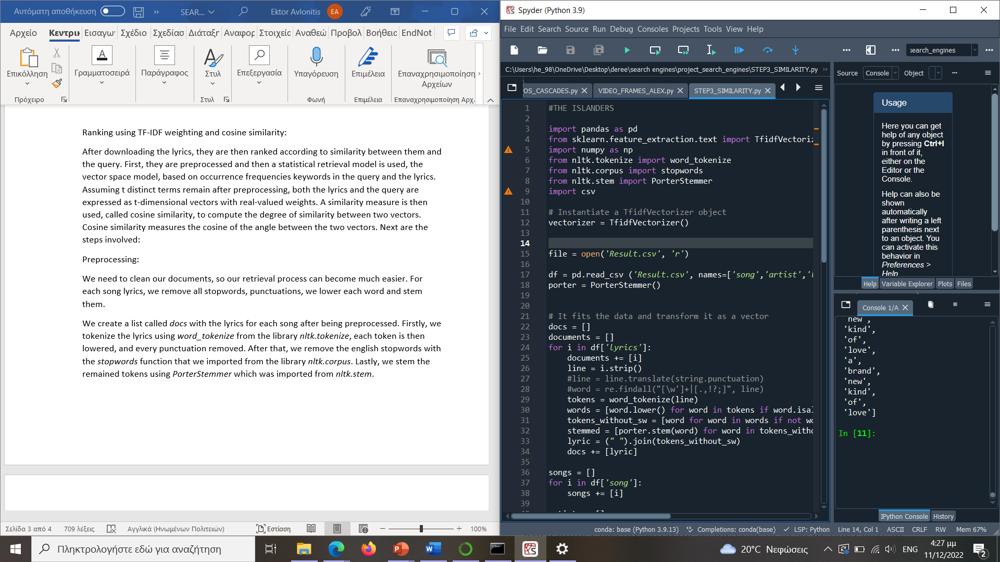 Αυτόματη αποθήκευση
SEAR...
Ektor Avlonitis
EA
Αρχείο
Κεντρικ
Εισαγω
Σχέδιο
Σχεδίασ
Διάταξη
Αναφορ
Στοιχεία
Αναθεώ
Προβολ
Βοήθεια
EndNot
Επικόλληση
Γραμματοσειρά
Παράγραφος
Στυλ
Επεξεργασία
Υπαγόρευση
Επιμέλεια
Επαναχρησιμοποίηση
Αρχείων
Πρόχειρο
Στυλ
Φωνή
Επιμέλεια
Επαναχρησιμοποίηση Αρχ.
Ranking using TF-IDF weighting and cosine similarity:
After downloading the lyrics, they are then ranked according to similarity between them and
the query. First, they are preprocessed and then a statistical retrieval model is used, the
vector space model, based on occurrence frequencies keywords in the query and the lyrics.
Assuming t distinct terms remain after preprocessing, both the lyrics and the query are
expressed as t-dimensional vectors with real-valued weights. A similarity measure is then
used, called cosine similarity, to compute the degree of similarity between two vectors.
Cosine similarity measures the cosine of the angle between the two vectors. Next are the
steps involved:
Preprocessing:
We need to clean our documents, so our retrieval process can become much easier. For
each song lyrics, we remove all stopwords, punctuations, we lower each word and stem
them.
We create a list called docs with the lyrics for each song after being preprocessed. Firstly, we
tokenize the lyrics using word_tokenize from the library nltk.tokenize, each token is then
lowered, and every punctuation removed. After that, we remove the english stopwords with
the stopwords function that we imported from the library nltk.corpus. Lastly, we stem the
remained tokens using PorterStemmer which was imported from nltk.stem.
Σελίδα 3 από 4
709 λέξεις
Αγγλικά (Ηνωμένων Πολιτειών)
Εστίαση
100%
Spyder (Python 3.9)
File Edit Search Source Run Debug Consoles Projects Tools View Help
search_engines
C:\Users\he_98\OneDrive\Desktop\deree\search engines\project_search_engines\STEP3_SIMILARITY.py
OS_CASCADES.py
VIDEO_FRAMES_ALEX.py
STEP3_SIMILARITY.py
1 #THE ISLANDERS
2
3 import pandas as pd
4 from sklearn.feature_extraction.text import TfidfVectoriz
5 import numpy as np
6 from nltk.tokenize import word_tokenize
7 from nltk.corpus import stopwords
8 from nltk.stem import PorterStemmer
9 import csv
10
11 # Instantiate a TfidfVectorizer object
12 vectorizer = TfidfVectorizer()
13
14
15 file = open('Result.csv', 'r')
16
17 df = pd.read_csv ('Result.csv', names=['song','artist','l
18 porter = PorterStemmer()
19
20
21 # It fits the data and transform it as a vector
22 docs = []
23 documents = []
24 for i in df['lyrics']:
25 documents += [i]
26 line = i.strip()
27 #line = line.translate(string.punctuation)
28 #word = re.findall("[\w']+|[.,!?;]", line)
29 tokens = word_tokenize(line)
30 words = [word.lower() for word in tokens if word.isal
31 tokens_without_sw = [word for word in words if not wo
32 stemmed = [porter.stem(word) for word in tokens_witho
33 lyric = (" ").join(tokens_without_sw)
34 docs += [lyric]
35
36 songs = []
37 for i in df['song']:
38 songs += [i]
39
Source
Console
Object
Usage
Here you can get
help of any object
by pressing Ctrl+I
in front of it,
either on the
Editor or the
Console.
Help can also be
shown
automatically
after writing a left
parenthesis next
to an object. You
can activate this
behavior in
Preferences >
Help
Help
Variable Explorer
Plots
Files
Console 1/A
new',
'kind',
'of',
'love',
'a',
'brand',
'new',
'kind',
'of',
'love']
In [11]:
IPython Console
History
conda: base (Python 3.9.13)
Completions: conda(base)
LSP: Python
Line 14, Col 1
ASCII
CRLF
RW
Mem 67%
Πληκτρολογήστε εδώ για αναζήτηση
20°C Νεφώσεις
ENG
4:27 μμ
11/12/2022
2